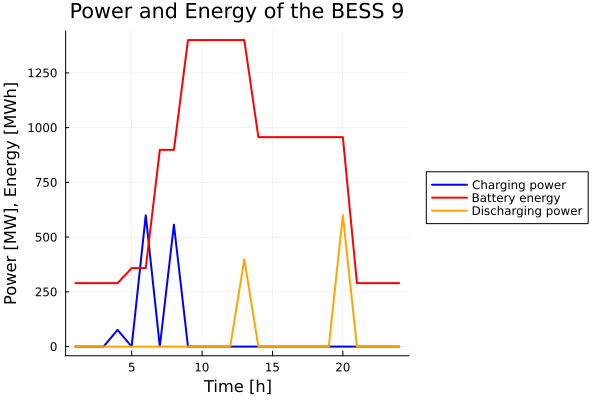 Power and Energy of the BESS 9
Power [MW], Energy [MWh]
1250
1000
750
500
250
0
5
10
15
20
Time [h]
Charging power
Battery energy
Discharging power